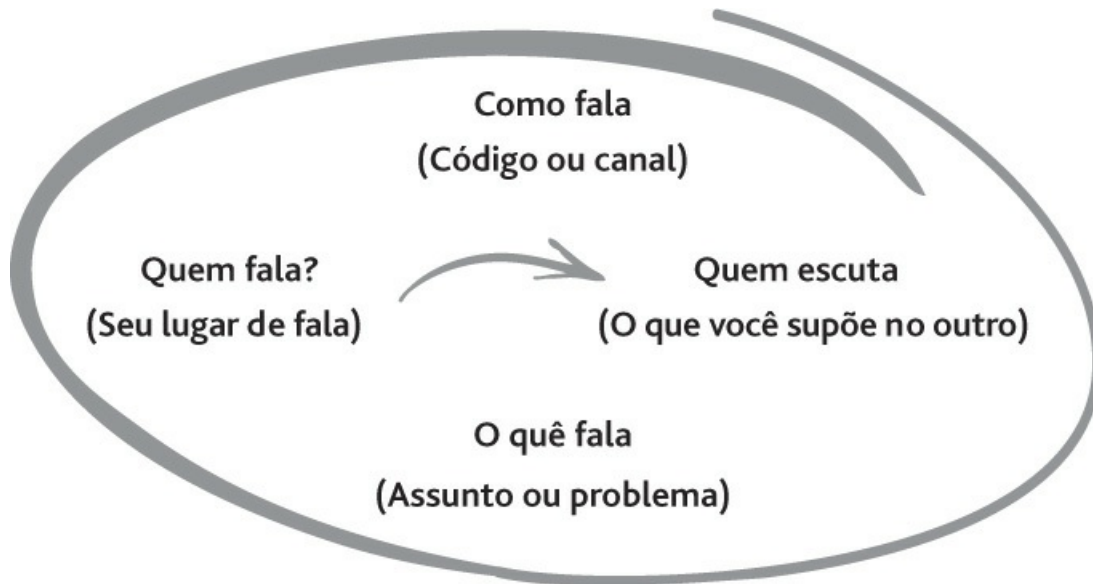 Como fala
(Código ou canal)
Quem fala?
(Seu lugar de fala)
Quem escuta
(O que você supõe no outro)
O quê fala
(Assunto ou problema)